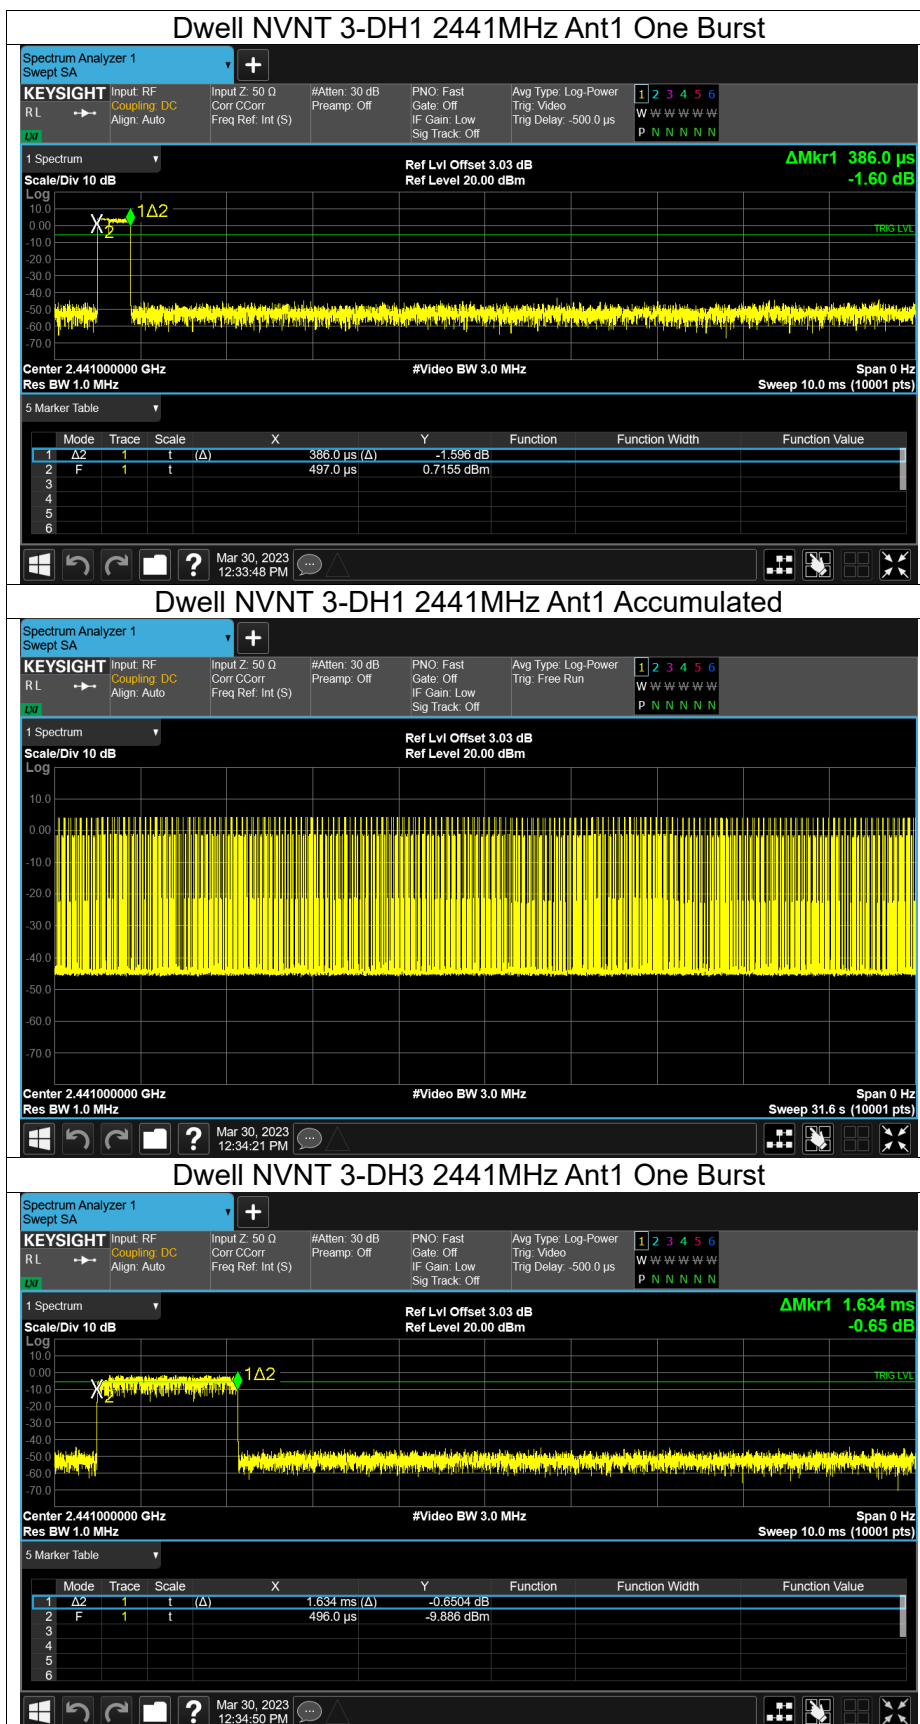 Dwell NVNT 3-DH1 2441MHz Ant1 One Burst
Spectrum Analyzer 1
Swept SA
KEYSIGHT Input: RF Input Z: 50 Ω #Atten: 30 dB PNO: Fast Avg Type: Log-Power 1 2 3 4 5 6
RL Coupling: DC Corr CCorr Preamp: Off Gate: Off Trig: Video W W W W W W
Align: Auto Freq Ref: Int (S) IF Gain: Low Trig Delay: -500.0 µs
LXI Sig Track: Off P N N N N N
1 Spectrum Ref Lvl Offset 3.03 dB ΔMkr1 386.0 µs
Scale/Div 10 dB Ref Level 20.00 dBm -1.60 dB
Log
10.0 1Δ2
0.00 2 TRIG LVL
-10.0
-20.0
-30.0
-40.0
-50.0
-60.0
-70.0
Center 2.441000000 GHz #Video BW 3.0 MHz Span 0 Hz
Res BW 1.0 MHz Sweep 10.0 ms (10001 pts)
5 Marker Table
Mode Trace Scale X Y Function Function Width Function Value
1 Δ2 1 t (Δ) 386.0 µs (Δ) -1.596 dB
2 F 1 t 497.0 µs 0.7155 dBm
3
4
5
6
? Mar 30, 2023
12:33:48 PM
Dwell NVNT 3-DH1 2441MHz Ant1 Accumulated
Spectrum Analyzer 1
Swept SA
KEYSIGHT Input: RF Input Z: 50 Ω #Atten: 30 dB PNO: Fast Avg Type: Log-Power 1 2 3 4 5 6
RL Coupling: DC Corr CCorr Preamp: Off Gate: Off Trig: Free Run W W W W W W
Align: Auto Freq Ref: Int (S) IF Gain: Low
LXI Sig Track: Off P N N N N N
1 Spectrum Ref Lvl Offset 3.03 dB
Scale/Div 10 dB Ref Level 20.00 dBm
Log
10.0
0.00
-10.0
-20.0
-30.0
-40.0
-50.0
-60.0
-70.0
Center 2.441000000 GHz #Video BW 3.0 MHz Span 0 Hz
Res BW 1.0 MHz Sweep 31.6 s (10001 pts)
? Mar 30, 2023
12:34:21 PM
Dwell NVNT 3-DH3 2441MHz Ant1 One Burst
Spectrum Analyzer 1
Swept SA
KEYSIGHT Input: RF Input Z: 50 Ω #Atten: 30 dB PNO: Fast Avg Type: Log-Power 1 2 3 4 5 6
RL Coupling: DC Corr CCorr Preamp: Off Gate: Off Trig: Video W W W W W W
Align: Auto Freq Ref: Int (S) IF Gain: Low Trig Delay: -500.0 µs
LXI Sig Track: Off P N N N N N
1 Spectrum Ref Lvl Offset 3.03 dB ΔMkr1 1.634 ms
Scale/Div 10 dB Ref Level 20.00 dBm -0.65 dB
Log
10.0
0.00 1Δ2 TRIG LVL
-10.0 2
-20.0
-30.0
-40.0
-50.0
-60.0
-70.0
Center 2.441000000 GHz #Video BW 3.0 MHz Span 0 Hz
Res BW 1.0 MHz Sweep 10.0 ms (10001 pts)
5 Marker Table
Mode Trace Scale X Y Function Function Width Function Value
1 Δ2 1 t (Δ) 1.634 ms (Δ) -0.6504 dB
2 F 1 t 496.0 µs -9.886 dBm
3
4
5
6
? Mar 30, 2023
12:34:50 PM